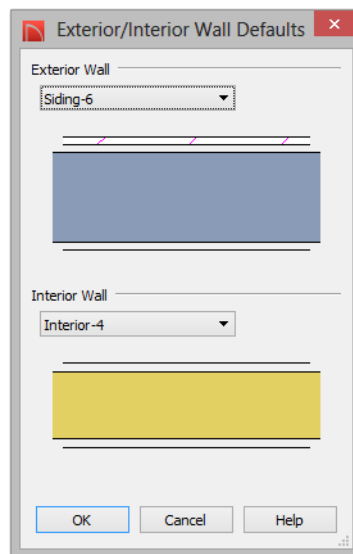 Exterior/Interior Wall Defaults
Exterior Wall
Siding-6
Interior Wall
Interior-4
OK Cancel Help